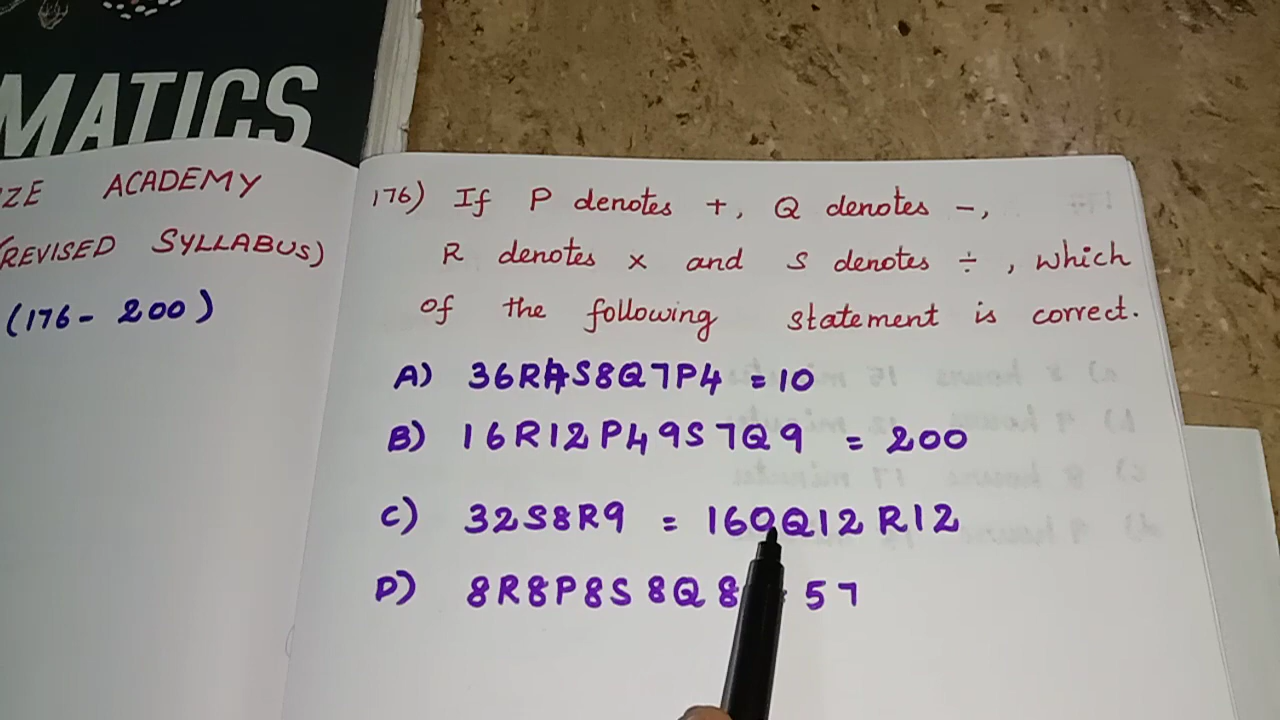 MATICS
ZE ACADEMY
(REVISED SYLLABUS)
(176 - 200)
176) If P denotes +, Q denotes -,
R denotes × and S denotes ÷, which
of the following statement is correct.
A) 36R4S8Q7P4 = 10
B) 16R12P49S7Q9 = 200
C) 32S8R9 = 160Q12R12
D) 8R8P8S8Q8 57